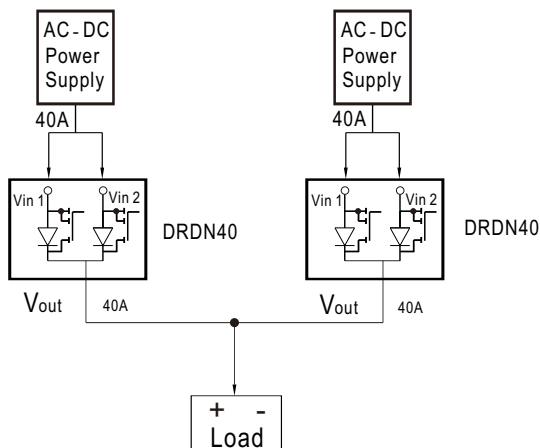 AC - DC
Power
Supply
40A
Vin 1
Vin 2
DRDN40
Vout
40A
AC - DC
Power
Supply
40A
Vin 1
Vin 2
DRDN40
Vout
40A
+ -
Load